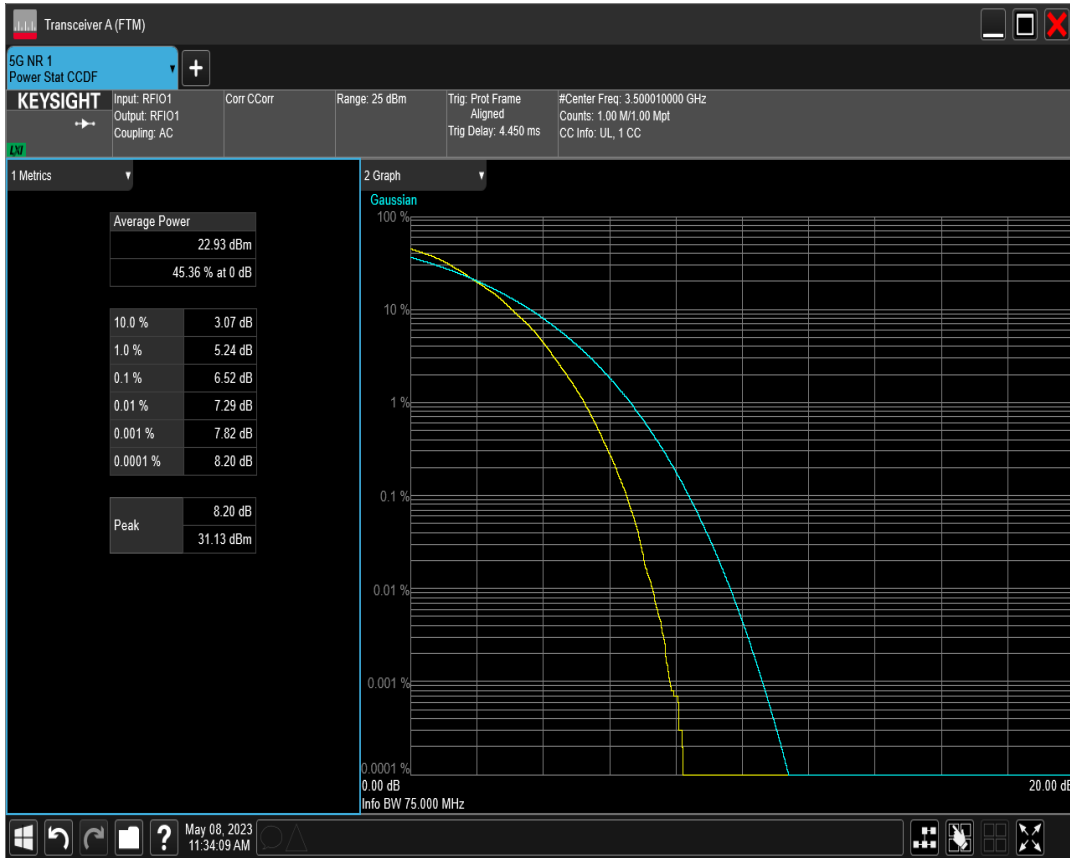 Transceiver A (FTM)
5G NR 1
Power Stat CCDF
KEYSIGHT
LXI
Input: RFIO1
Output: RFIO1
Coupling: AC
Corr CCorr
Range: 25 dBm
Trig: Prot Frame
Aligned
Trig Delay: 4.450 ms
#Center Freq: 3.500010000 GHz
Counts: 1.00 M/1.00 Mpt
CC Info: UL, 1 CC
1 Metrics
Average Power
22.93 dBm
45.36 % at 0 dB
10.0 % 3.07 dB
1.0 % 5.24 dB
0.1 % 6.52 dB
0.01 % 7.29 dB
0.001 % 7.82 dB
0.0001 % 8.20 dB
Peak
8.20 dB
31.13 dBm
2 Graph
Gaussian
100 %
10 %
1 %
0.1 %
0.01 %
0.001 %
0.0001 %
0.00 dB
20.00 dB
Info BW 75.000 MHz
?
May 08, 2023
11:34:09 AM